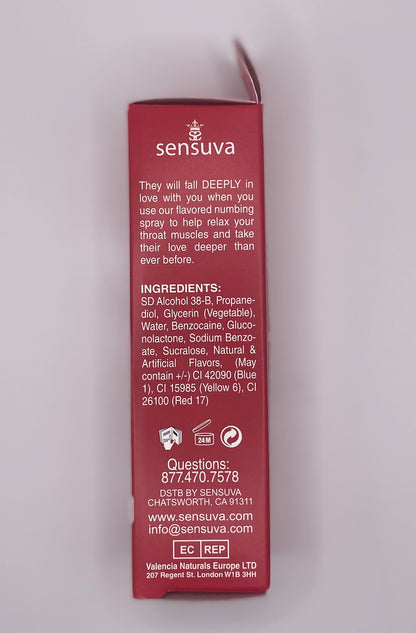 sensuva
They will fall DEEPLY in
love with you when you
use our flavored numbing
spray to help relax your
throat muscles and take
their love deeper than
ever before.
INGREDIENTS:
SD Alcohol 38-B, Propane-
diol, Glycerin (Vegetable),
Water, Benzocaine, Gluco-
nolactone, Sodium Benzo-
ate, Sucralose, Natural &
Artificial Flavors, (May
contain +/-) CI 42090 (Blue
1), CI 15985 (Yellow 6), CI
26100 (Red 17)
24M
Questions:
877.470.7578
DSTB BY SENSUVA
CHATSWORTH, CA 91311
www.sensuva.com
info@sensuva.com
EC REP
Valencia Naturals Europe LTD
207 Regent St. London W1B 3HH